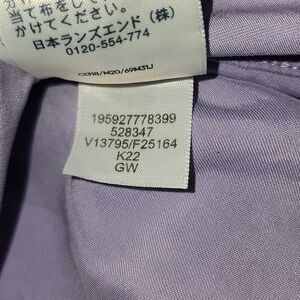 当て布をしてください。
かけてください。
日本ランズエンド（株）
0120-554-774
195927778399
528347
V13795/F25164
K22
GW